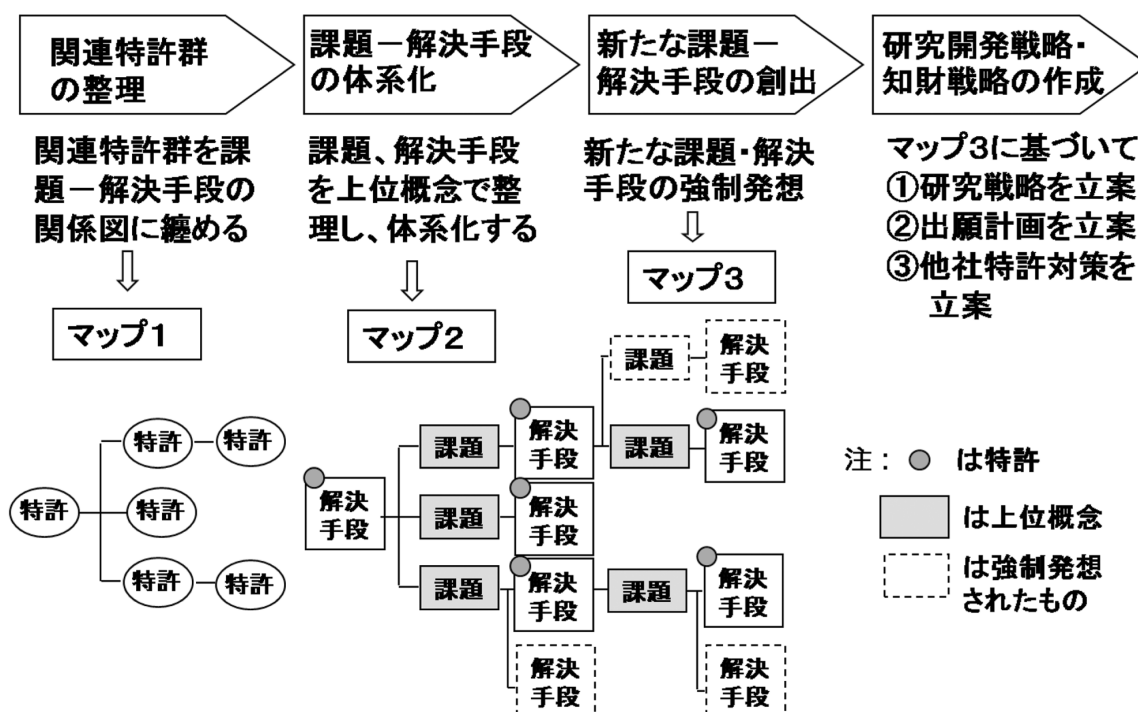 関連特許群
の整理
課題－解決手段
の体系化
新たな課題－
解決手段の創出
研究開発戦略・
知財戦略の作成
関連特許群を課
題－解決手段の
関係図に纏める
課題、解決手段
を上位概念で整
理し、体系化する
新たな課題・解決
手段の強制発想
マップ3に基づいて
①研究戦略を立案
②出願計画を立案
③他社特許対策を
立案
マップ1
マップ2
マップ3
特許
特許
特許
特許
特許
特許
解決
手段
課題
解決
手段
課題
解決
手段
課題
解決
手段
課題
解決
手段
解決
手段
課題
解決
手段
課題
解決
手段
解決
手段
注： は特許
は上位概念
は強制発想
されたもの